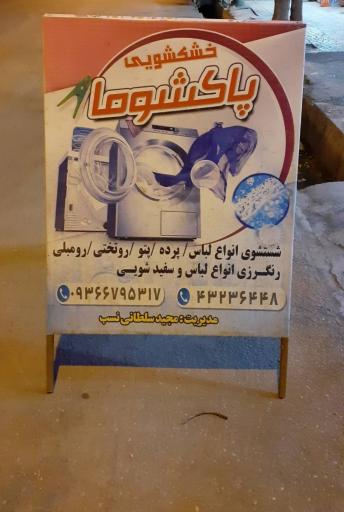 خشکشویی
پاکشوما
شستشوی انواع لباس/ پرده /پتو /روتختی/رومبلی
رنگرزی انواع لباس و سفید شویی
۰۹۳۶۶۷۹۵۳۱۷ ۴۳۲۳۶۴۴۸
مدیریت: مجید سلطانی نسب